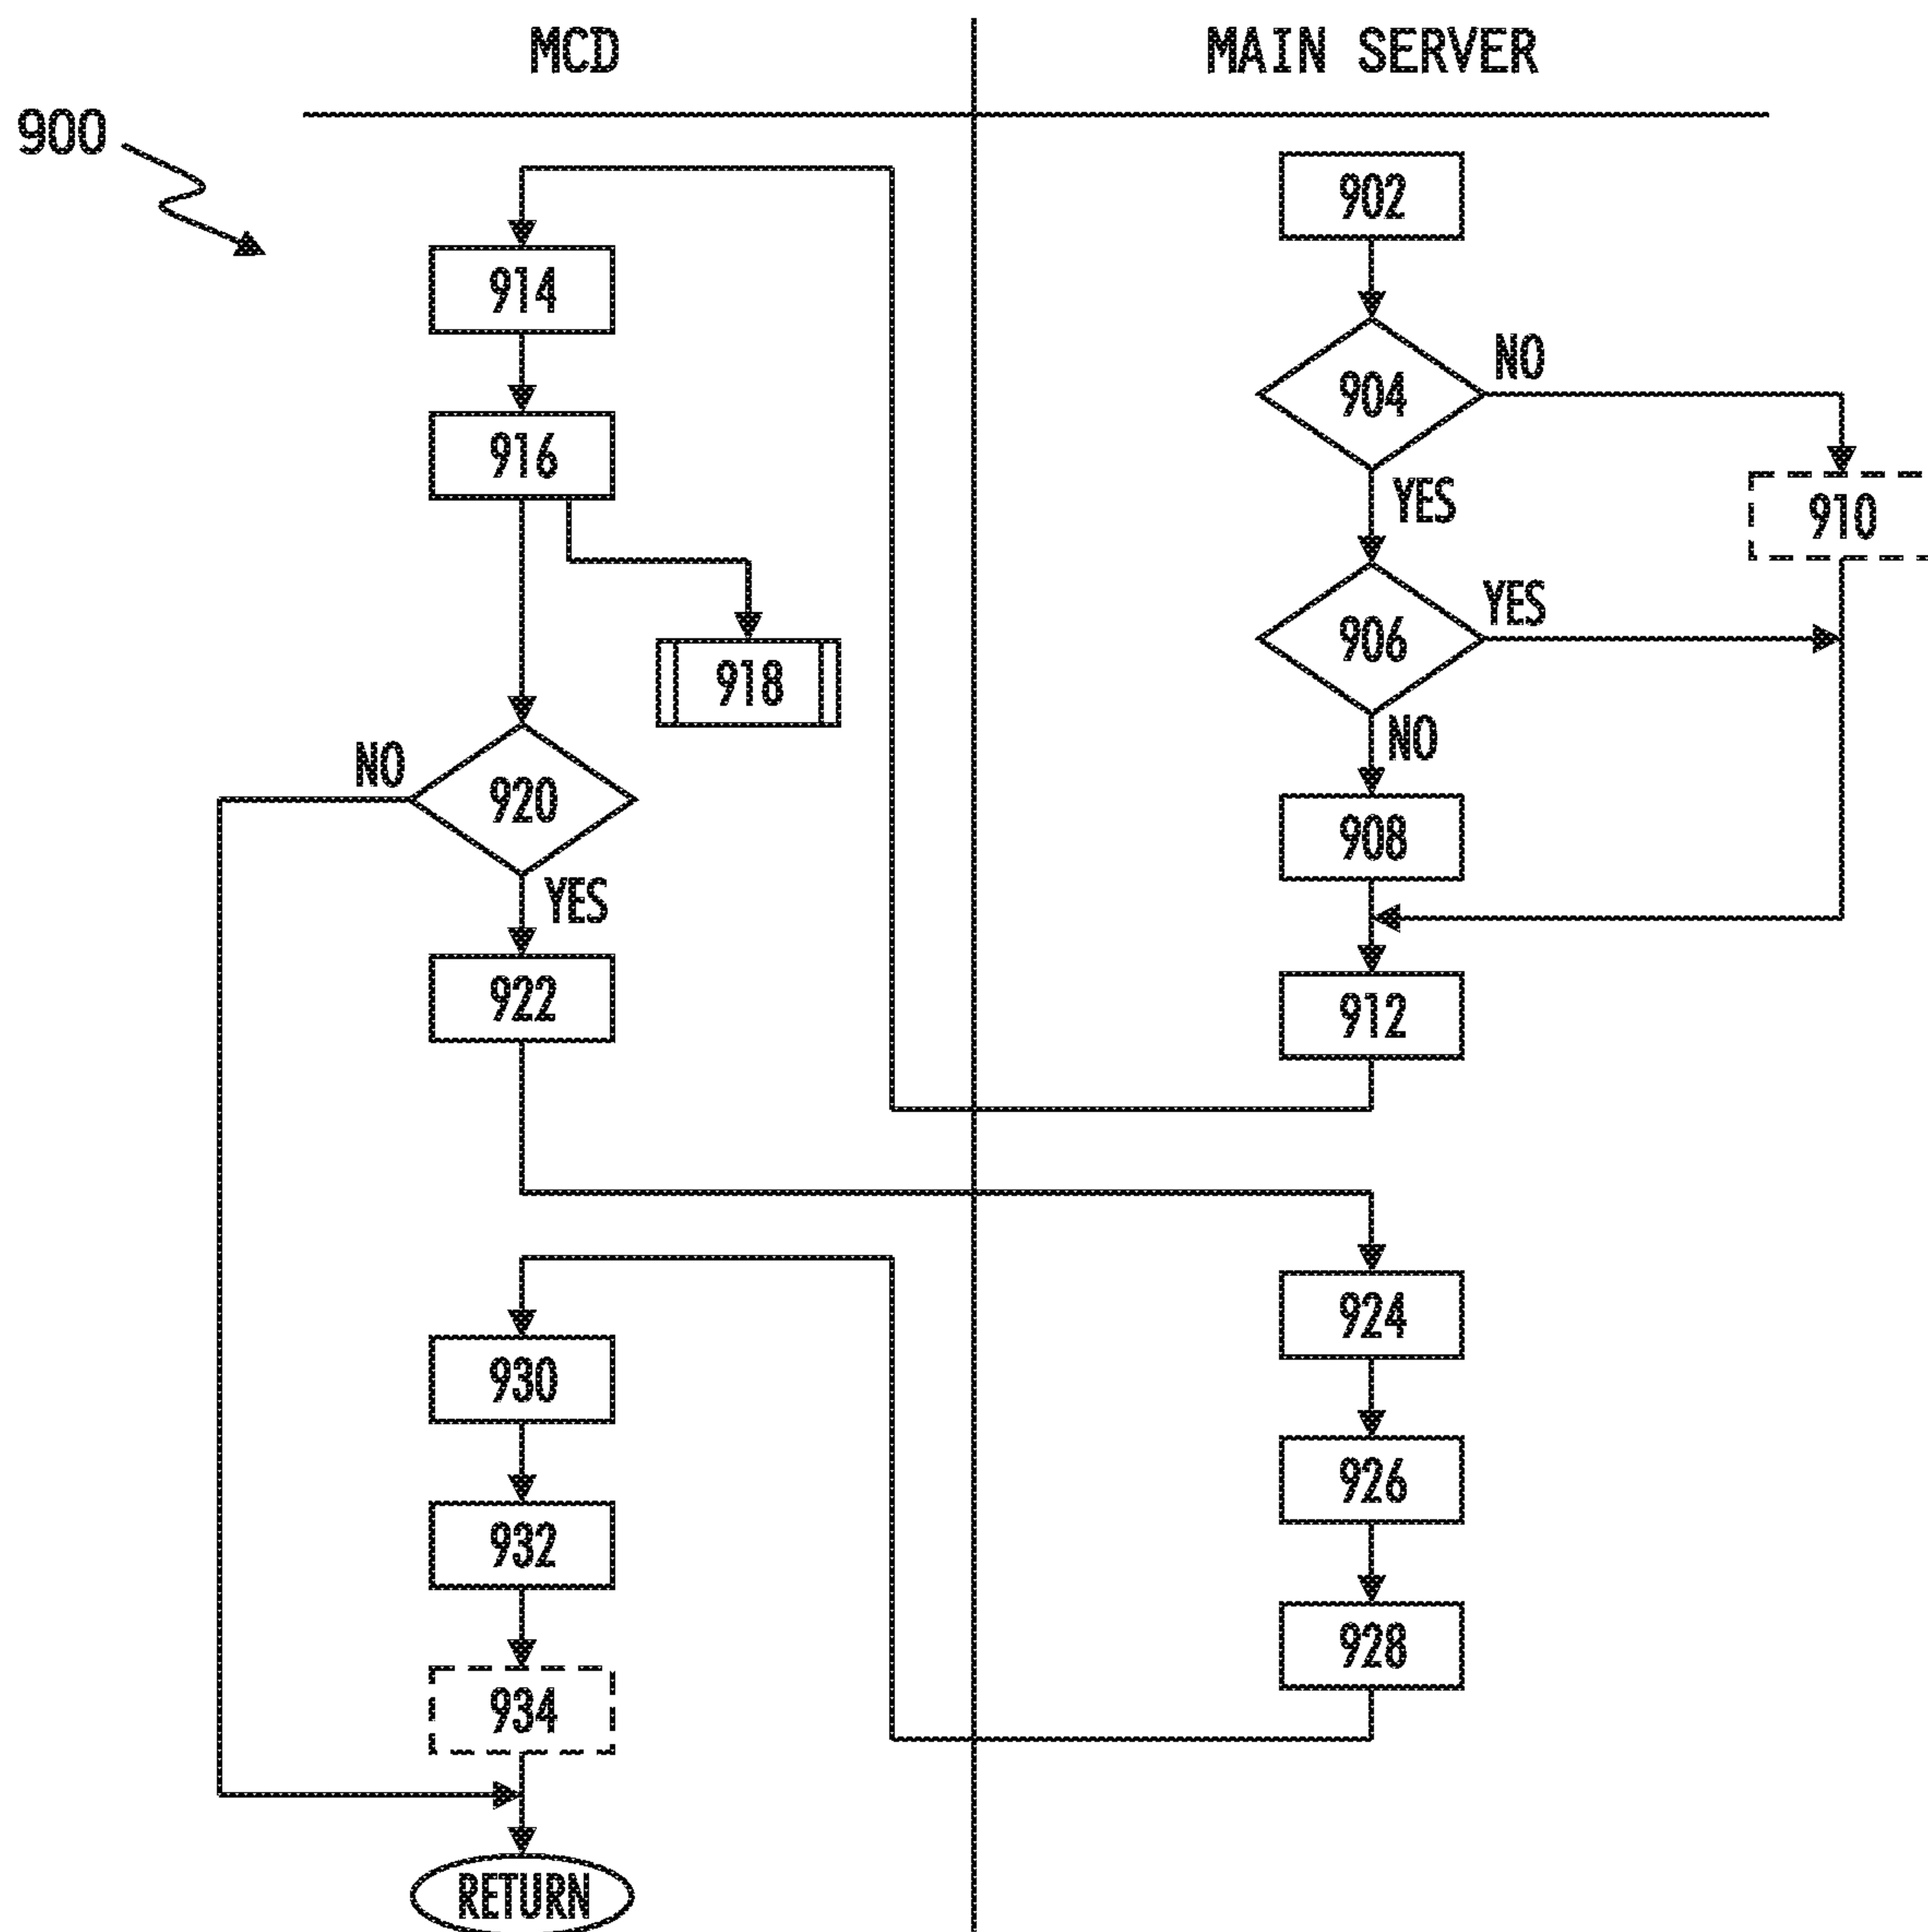 MCD
MAIN SERVER
900
902
914
904
NO
916
YES
910
906
YES
918
NO
NO
920
908
YES
922
912
924
930
926
932
928
934
RETURN